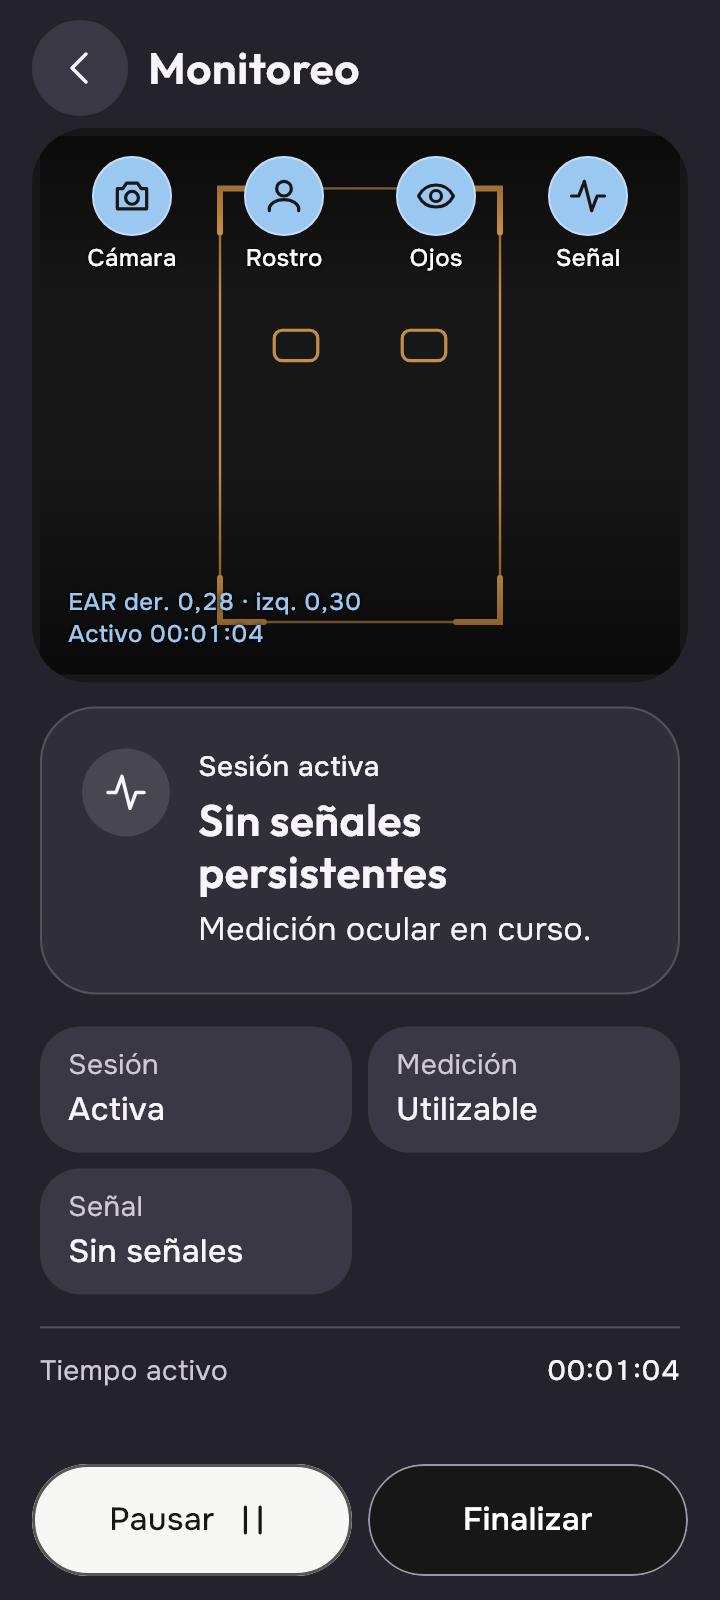 Monitoreo
Cámara
Rostro
Ojos
Señal
EAR der. 0,28 · izq. 0,30
Activo 00:01:04
Sesión activa
Sin señales
persistentes
Medición ocular en curso.
Sesión
Activa
Medición
Utilizable
Señal
Sin señales
Tiempo activo
00:01:04
Pausar
Finalizar